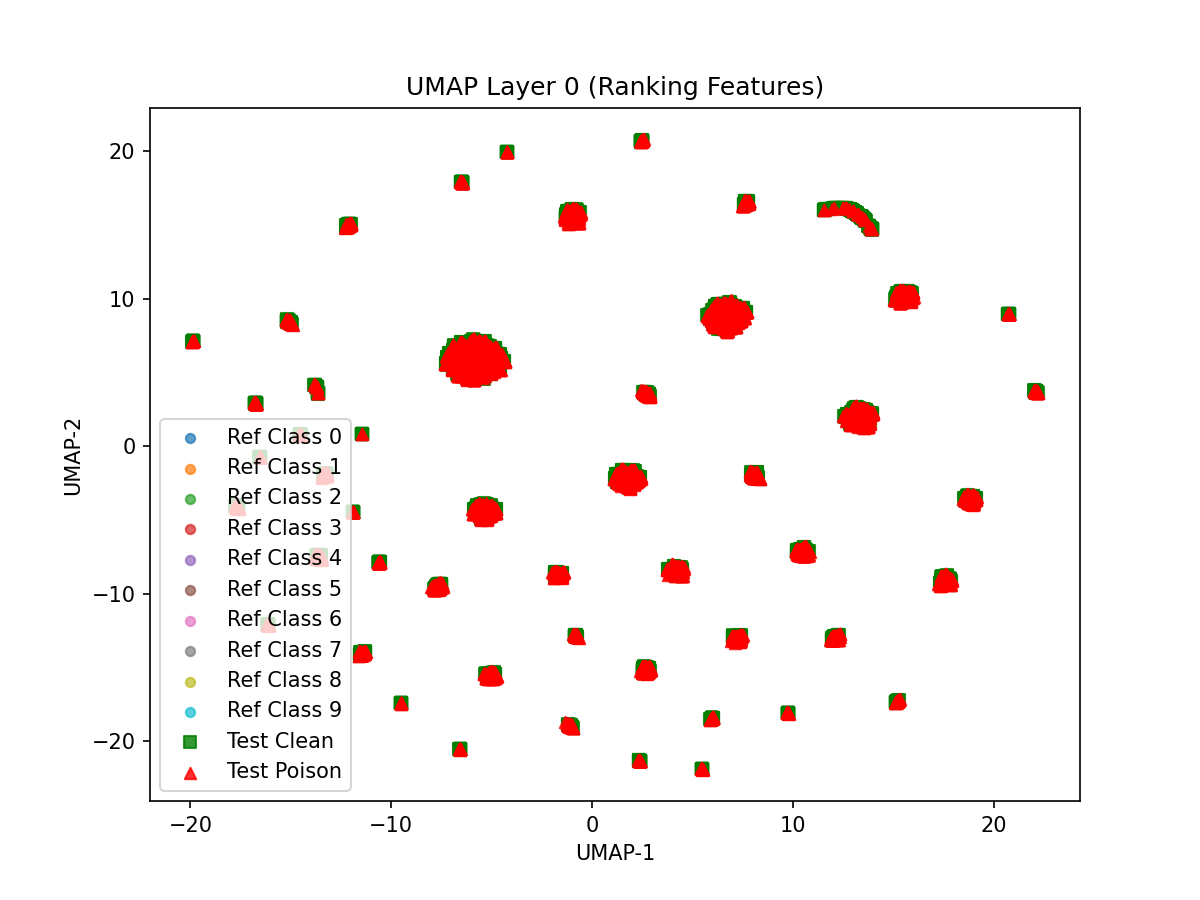 UMAP Layer 0 (Ranking Features)
20
10
0
−10
−20
UMAP-2
Ref Class 0
Ref Class 1
Ref Class 2
Ref Class 3
Ref Class 4
Ref Class 5
Ref Class 6
Ref Class 7
Ref Class 8
Ref Class 9
Test Clean
Test Poison
−20
−10
0
10
20
UMAP-1